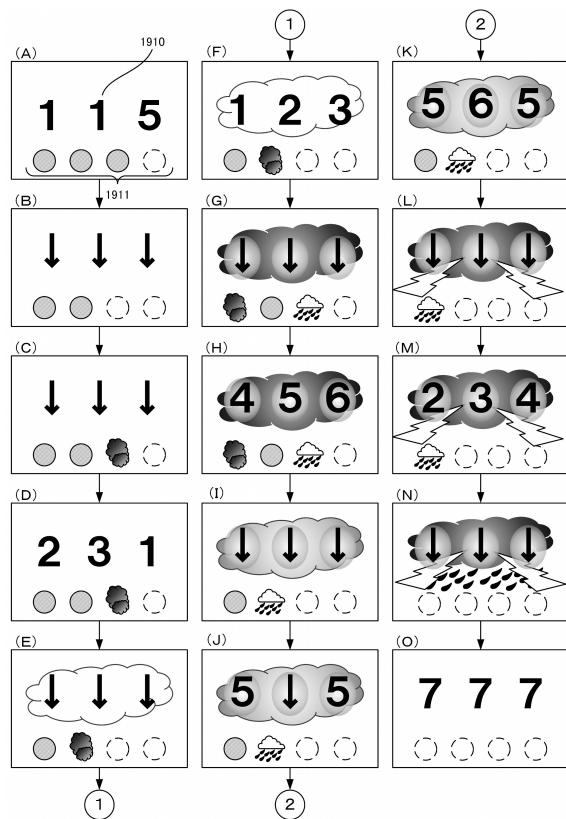 (A)
1910
1 1 5
1911
(B)
(C)
(D)
2 3 1
(E)
1
1
(F)
1 2 3
(G)
(H)
4 5 6
(I)
(J)
5 5
2
2
(K)
5 6 5
(L)
(M)
2 3 4
(N)
(O)
7 7 7